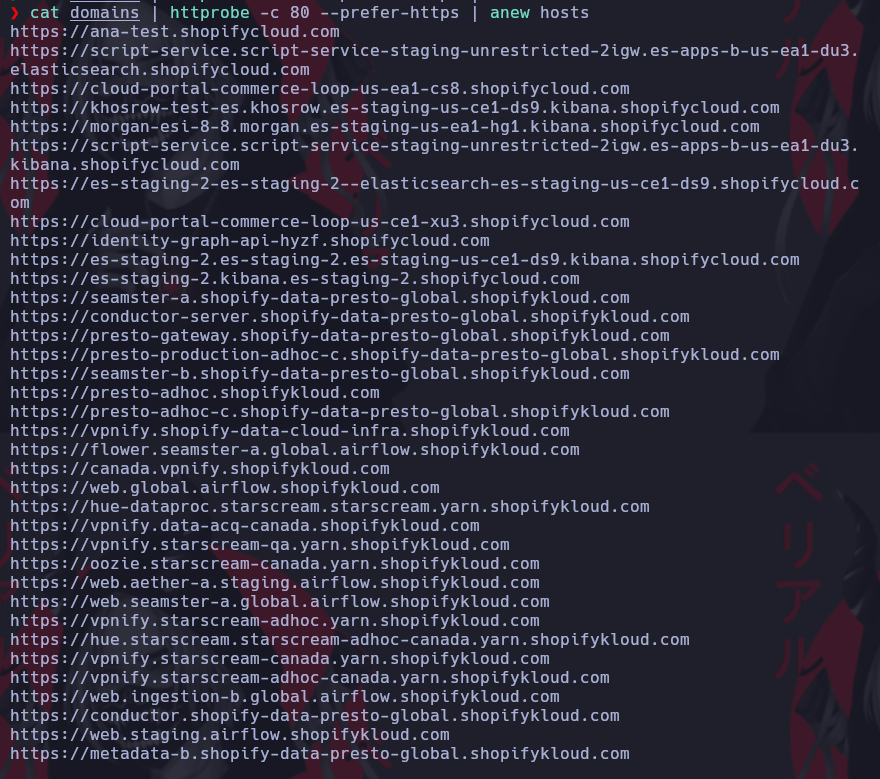 ❯ cat domains | httprobe -c 80 --prefer-https | anew hosts
https://ana-test.shopifycloud.com
https://script-service.script-service-staging-unrestricted-2igw.es-apps-b-us-ea1-du3.
elasticsearch.shopifycloud.com
https://cloud-portal-commerce-loop-us-ea1-cs8.shopifycloud.com
https://khosrow-test-es.khosrow.es-staging-us-ce1-ds9.kibana.shopifycloud.com
https://morgan-esi-8-8.morgan.es-staging-us-ea1-hg1.kibana.shopifycloud.com
https://script-service.script-service-staging-unrestricted-2igw.es-apps-b-us-ea1-du3.
kibana.shopifycloud.com
https://es-staging-2-es-staging-2--elasticsearch-es-staging-us-ce1-ds9.shopifycloud.c
om
https://cloud-portal-commerce-loop-us-ce1-xu3.shopifycloud.com
https://identity-graph-api-hyzf.shopifycloud.com
https://es-staging-2.es-staging-2.es-staging-us-ce1-ds9.kibana.shopifycloud.com
https://es-staging-2.kibana.es-staging-2.shopifycloud.com
https://seamster-a.shopify-data-presto-global.shopifykloud.com
https://conductor-server.shopify-data-presto-global.shopifykloud.com
https://presto-gateway.shopify-data-presto-global.shopifykloud.com
https://presto-production-adhoc-c.shopify-data-presto-global.shopifykloud.com
https://seamster-b.shopify-data-presto-global.shopifykloud.com
https://presto-adhoc.shopifykloud.com
https://presto-adhoc-c.shopify-data-presto-global.shopifykloud.com
https://vpnify.shopify-data-cloud-infra.shopifykloud.com
https://flower.seamster-a.global.airflow.shopifykloud.com
https://canada.vpnify.shopifykloud.com
https://web.global.airflow.shopifykloud.com
https://hue-dataproc.starscream.starscream.yarn.shopifykloud.com
https://vpnify.data-acq-canada.shopifykloud.com
https://vpnify.starscream-qa.yarn.shopifykloud.com
https://oozie.starscream-canada.yarn.shopifykloud.com
https://web.aether-a.staging.airflow.shopifykloud.com
https://web.seamster-a.global.airflow.shopifykloud.com
https://vpnify.starscream-adhoc.yarn.shopifykloud.com
https://hue.starscream.starscream-adhoc-canada.yarn.shopifykloud.com
https://vpnify.starscream-canada.yarn.shopifykloud.com
https://vpnify.starscream-adhoc-canada.yarn.shopifykloud.com
https://web.ingestion-b.global.airflow.shopifykloud.com
https://conductor.shopify-data-presto-global.shopifykloud.com
https://web.staging.airflow.shopifykloud.com
https://metadata-b.shopify-data-presto-global.shopifykloud.com
ベリアル